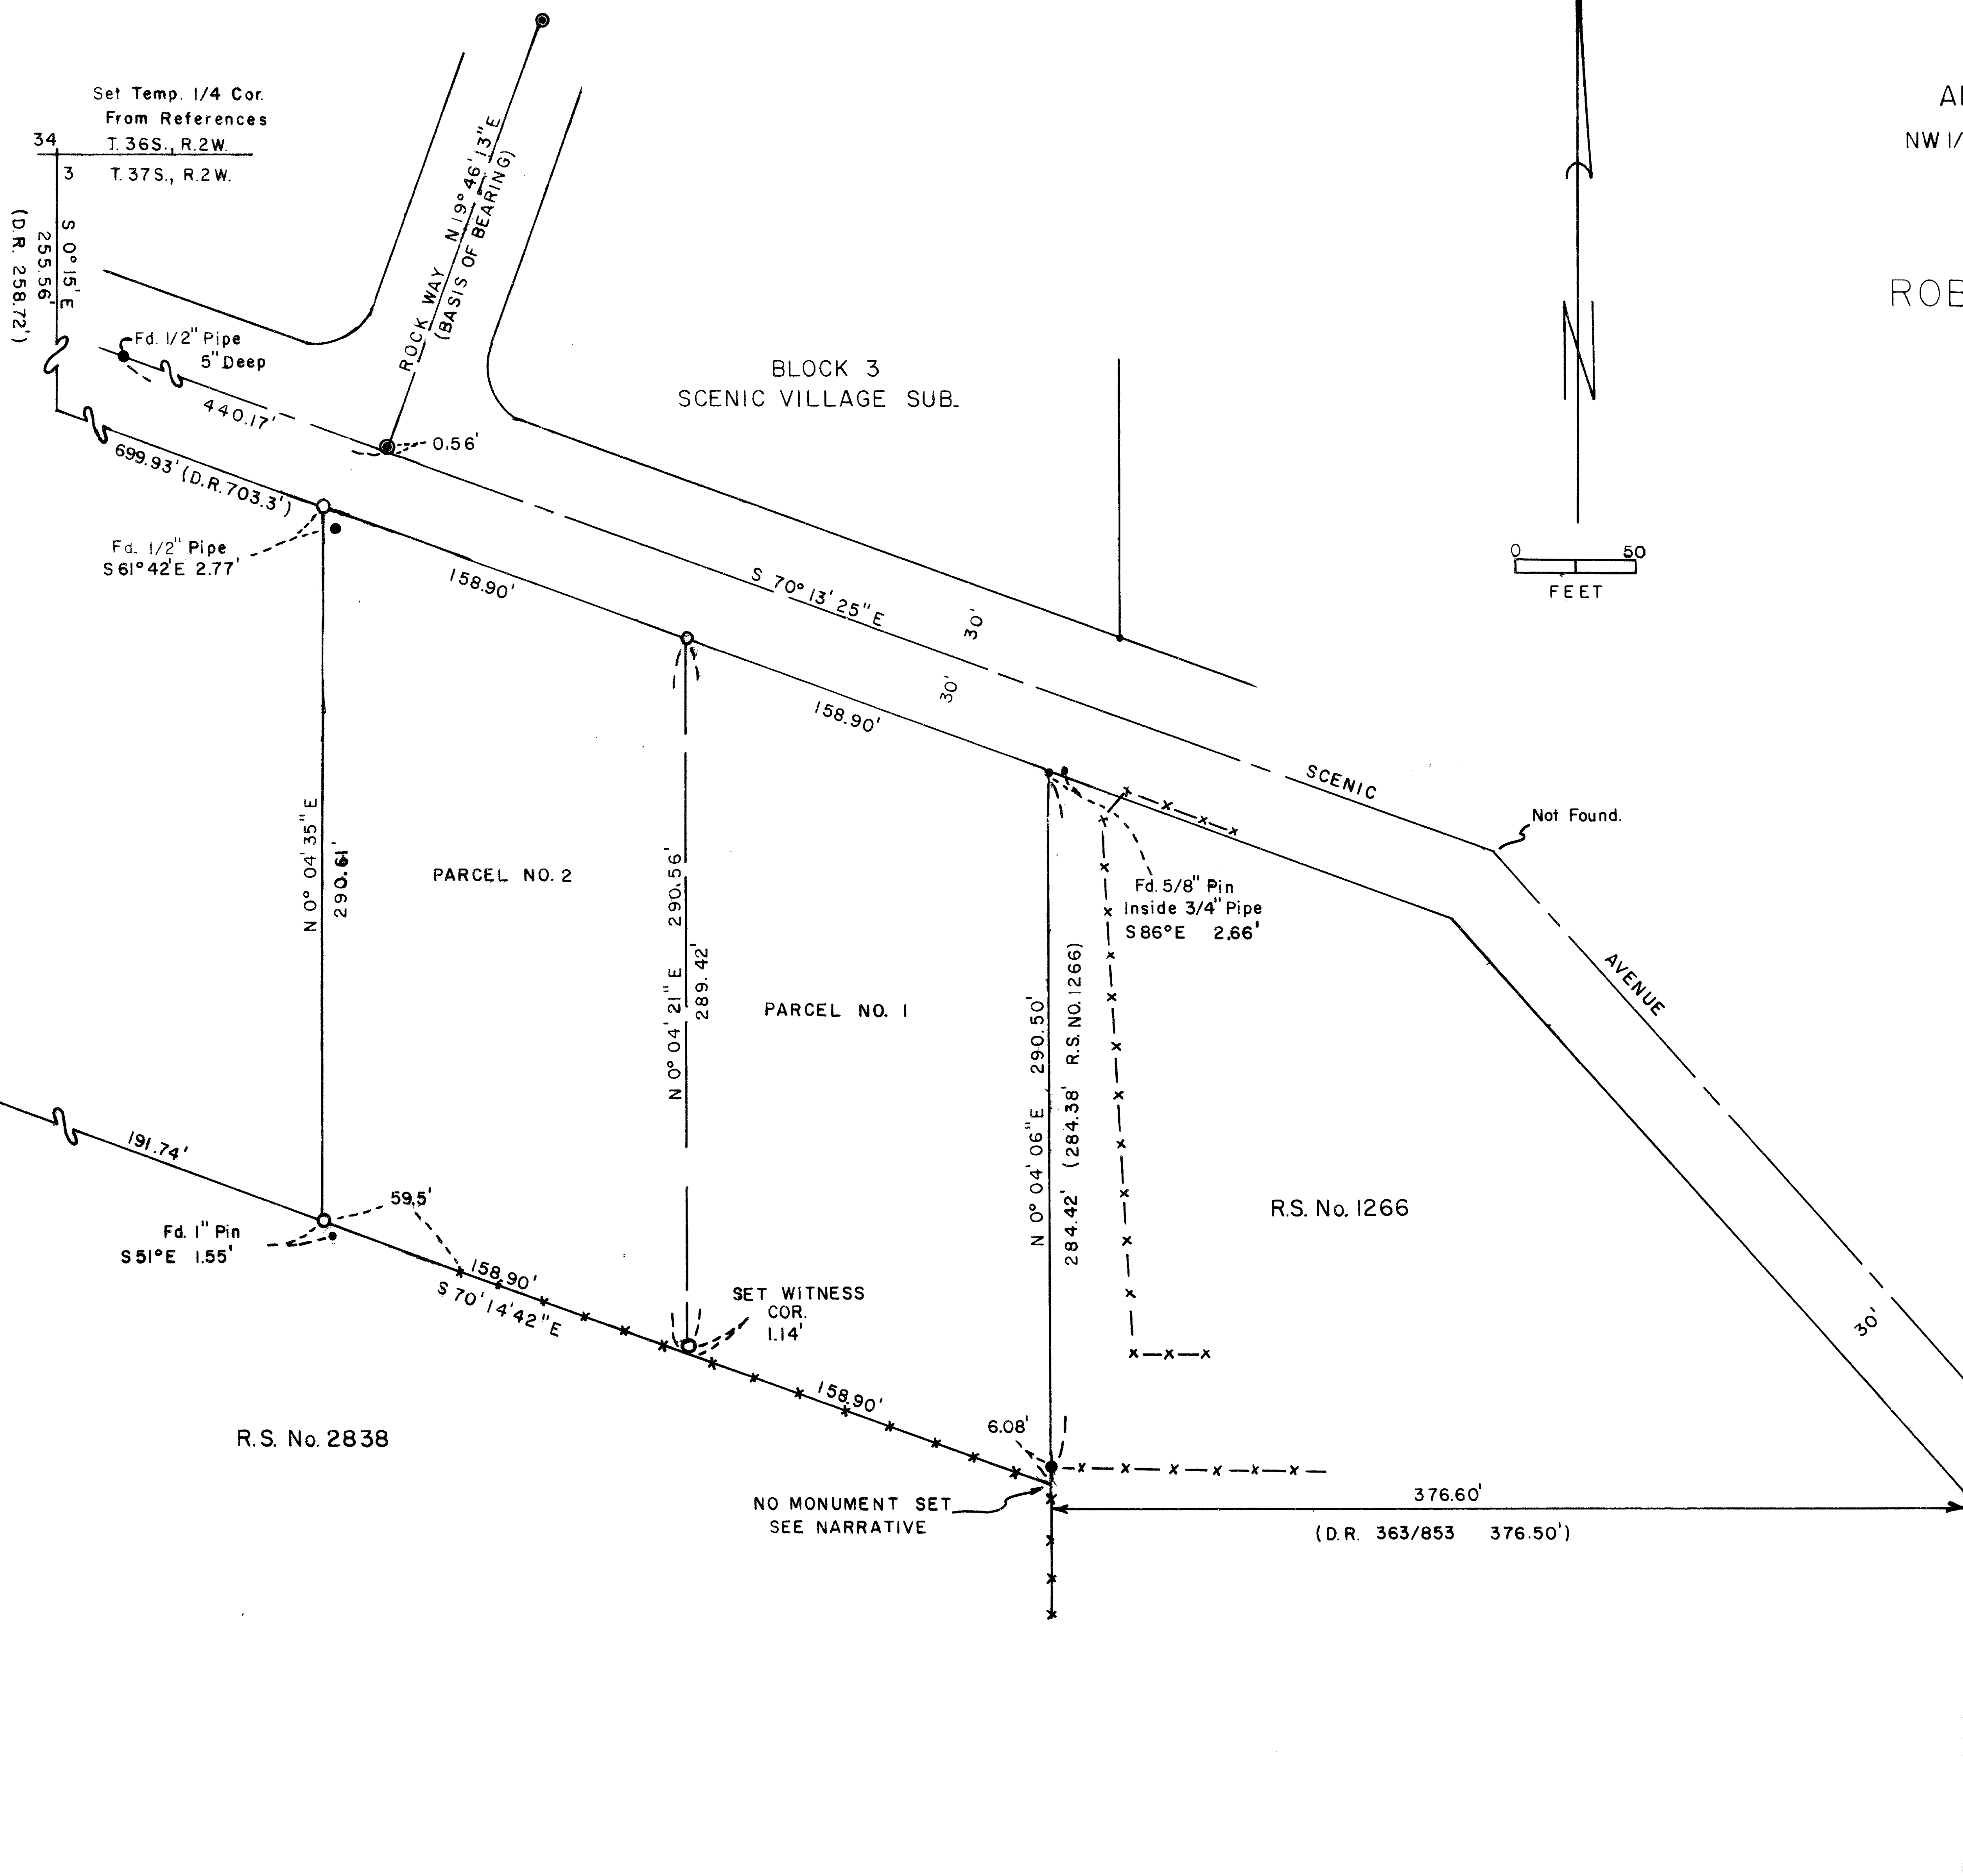 Set Temp. 1/4 Cor.
From References
34
T. 36S., R.2W.
3
T. 37S., R.2W.
S 0°15' E
255.56'
(D.R. 258.72')
Fd. 1/2" Pipe
5" Deep
440.17'
699.93' (D.R. 703.3')
ROCK WAY N 19° 46' 13" E
(BASIS OF BEARING)
0.56'
BLOCK 3
SCENIC VILLAGE SUB.
NW 1/
ROB
0 50
FEET
Fd. 1/2" Pipe
S 61° 42' E 2.77'
158.90'
S 70° 13' 25" E
30'
30'
158.90'
SCENIC
Not Found.
AVENUE
N 0° 04' 35" E
290.61'
PARCEL NO. 2
N 0° 04' 21" E 290.56'
289.42'
PARCEL NO. 1
Fd. 5/8" Pin
Inside 3/4" Pipe
S 86° E 2.66'
N 0° 04' 06" E 290.50'
284.42' (284.38' R.S. NO. 1266)
R.S. No. 1266
191.74'
59.5'
Fd. 1" Pin
S 51° E 1.55'
158.90'
S 70' 14' 42" E
SET WITNESS
COR.
1.14'
158.90'
30'
6.08'
R.S. No. 2838
NO MONUMENT SET
SEE NARRATIVE
376.60'
(D.R. 363/853 376.50')